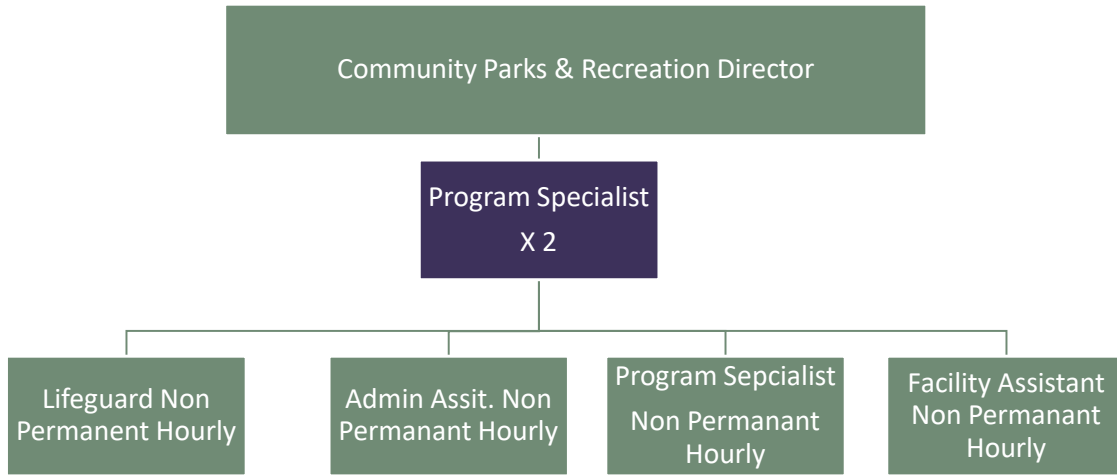 Community Parks & Recreation Director
Program Specialist
X 2
Lifeguard Non
Permanent Hourly
Admin Assit. Non
Permanant Hourly
Program Sepcialist
Non Permanant
Hourly
Facility Assistant
Non Permanant
Hourly